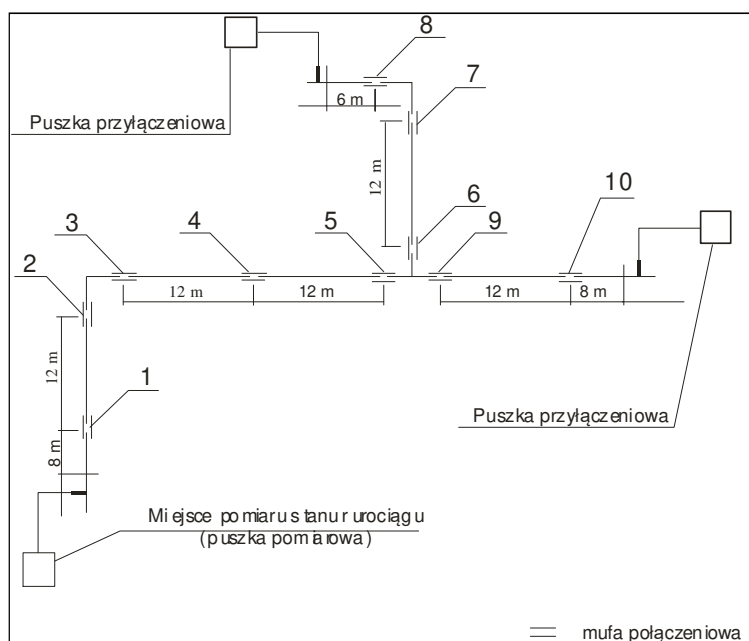 8
7
6 m
Puszka przyłączeniowa
12 m
10
6
9
5
4
3
2
12 m
12 m
12 m
8 m
12 m
1
Puszka przyłączeniowa
8 m
Miejsce pomiaru stanu rurociągu
(puszka pomiarowa)
mufa połączeniowa